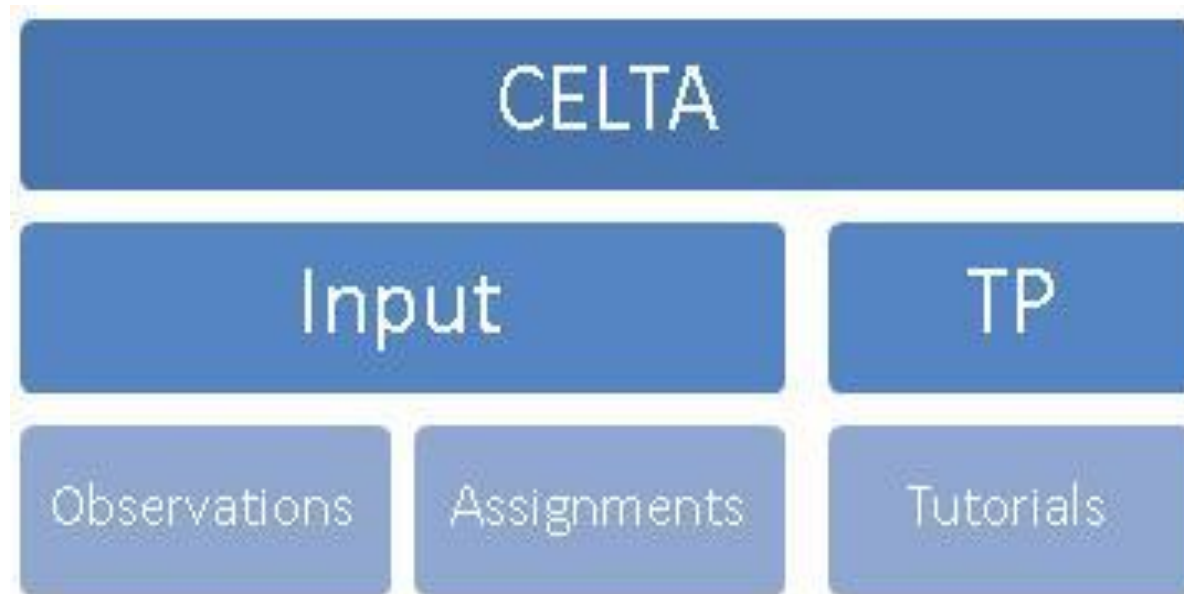 CELTA
Input
TP
Observations
Assignments
Tutorials